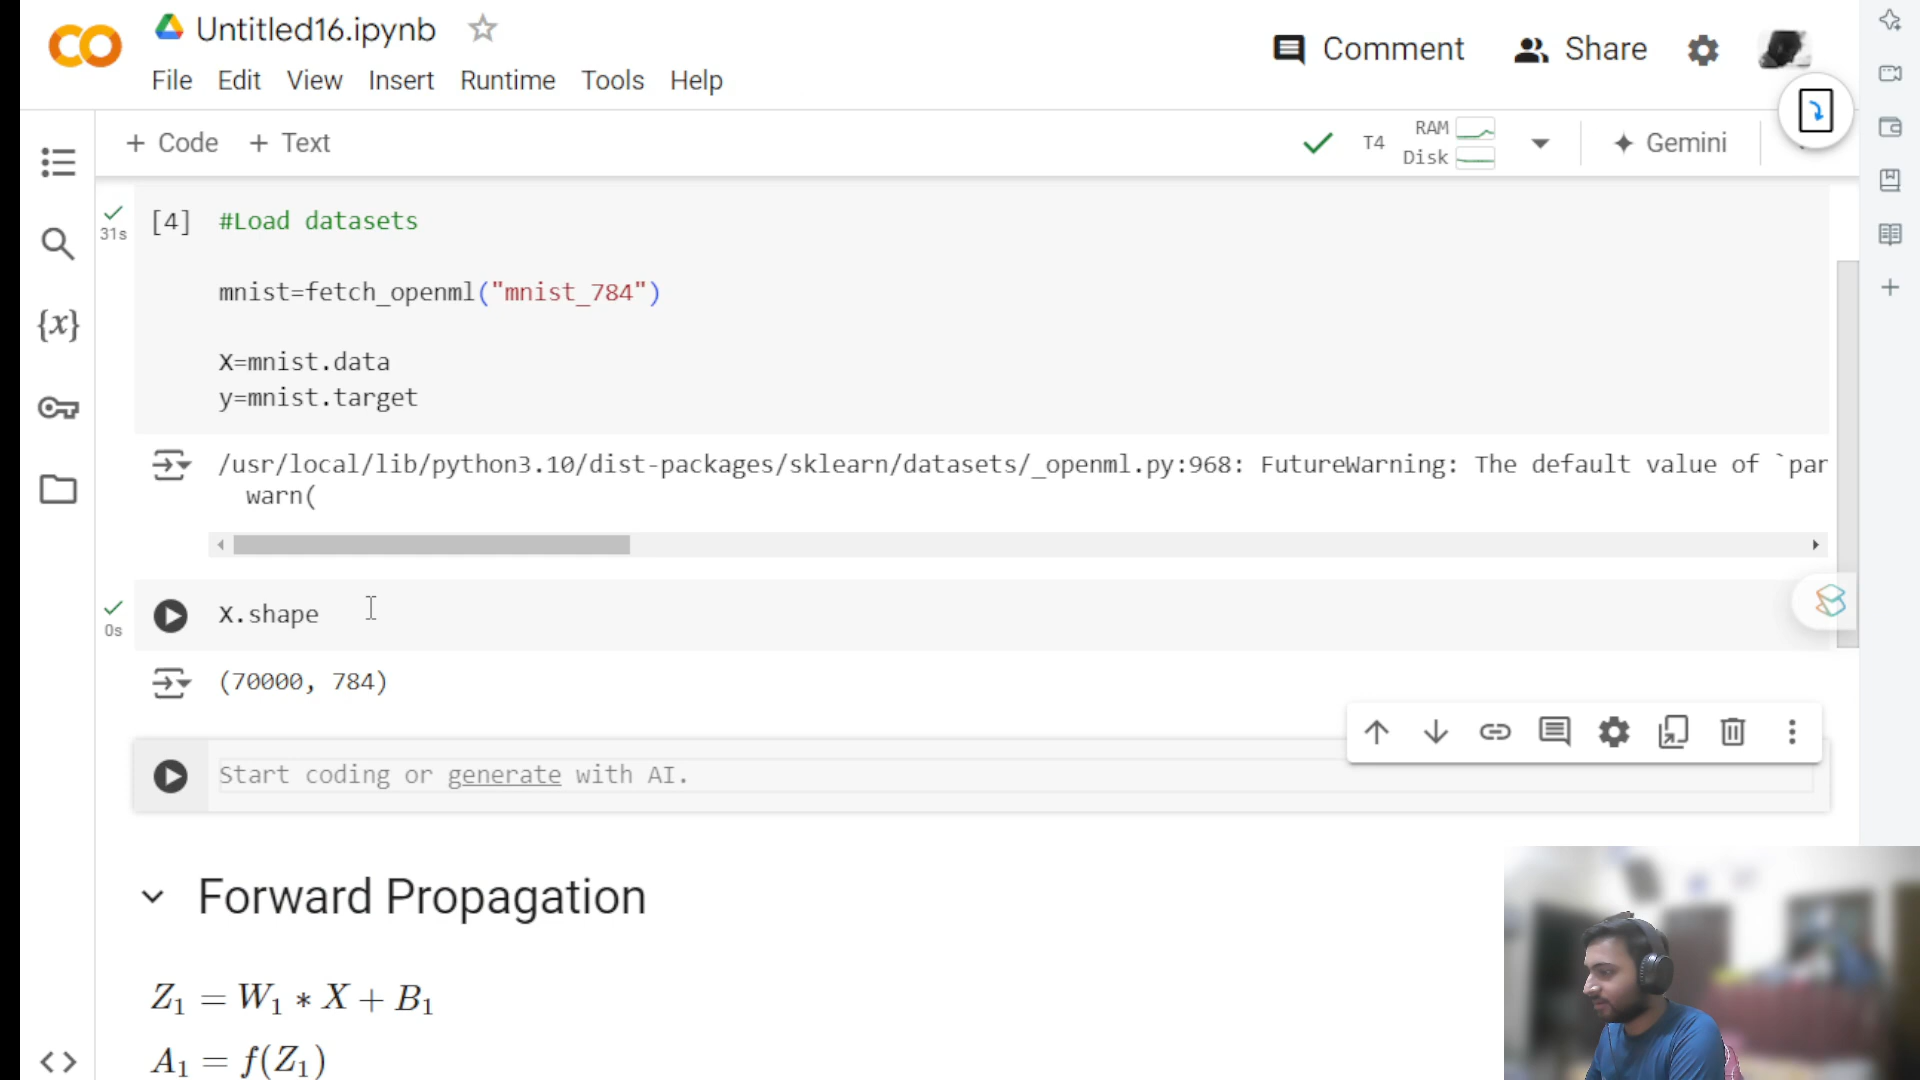 Untitled16.ipynb
Comment
Share
File Edit View Insert Runtime Tools Help
+ Code + Text
T4
RAM
Disk
Gemini
31s
[4] #Load datasets
mnist=fetch_openml("mnist_784")
X=mnist.data
y=mnist.target
/usr/local/lib/python3.10/dist-packages/sklearn/datasets/_openml.py:968: FutureWarning: The default value of `par
warn(
0s
X.shape
(70000, 784)
Start coding or generate with AI.
Forward Propagation
Z₁ = W₁ * X + B₁
A₁ = f(Z₁)